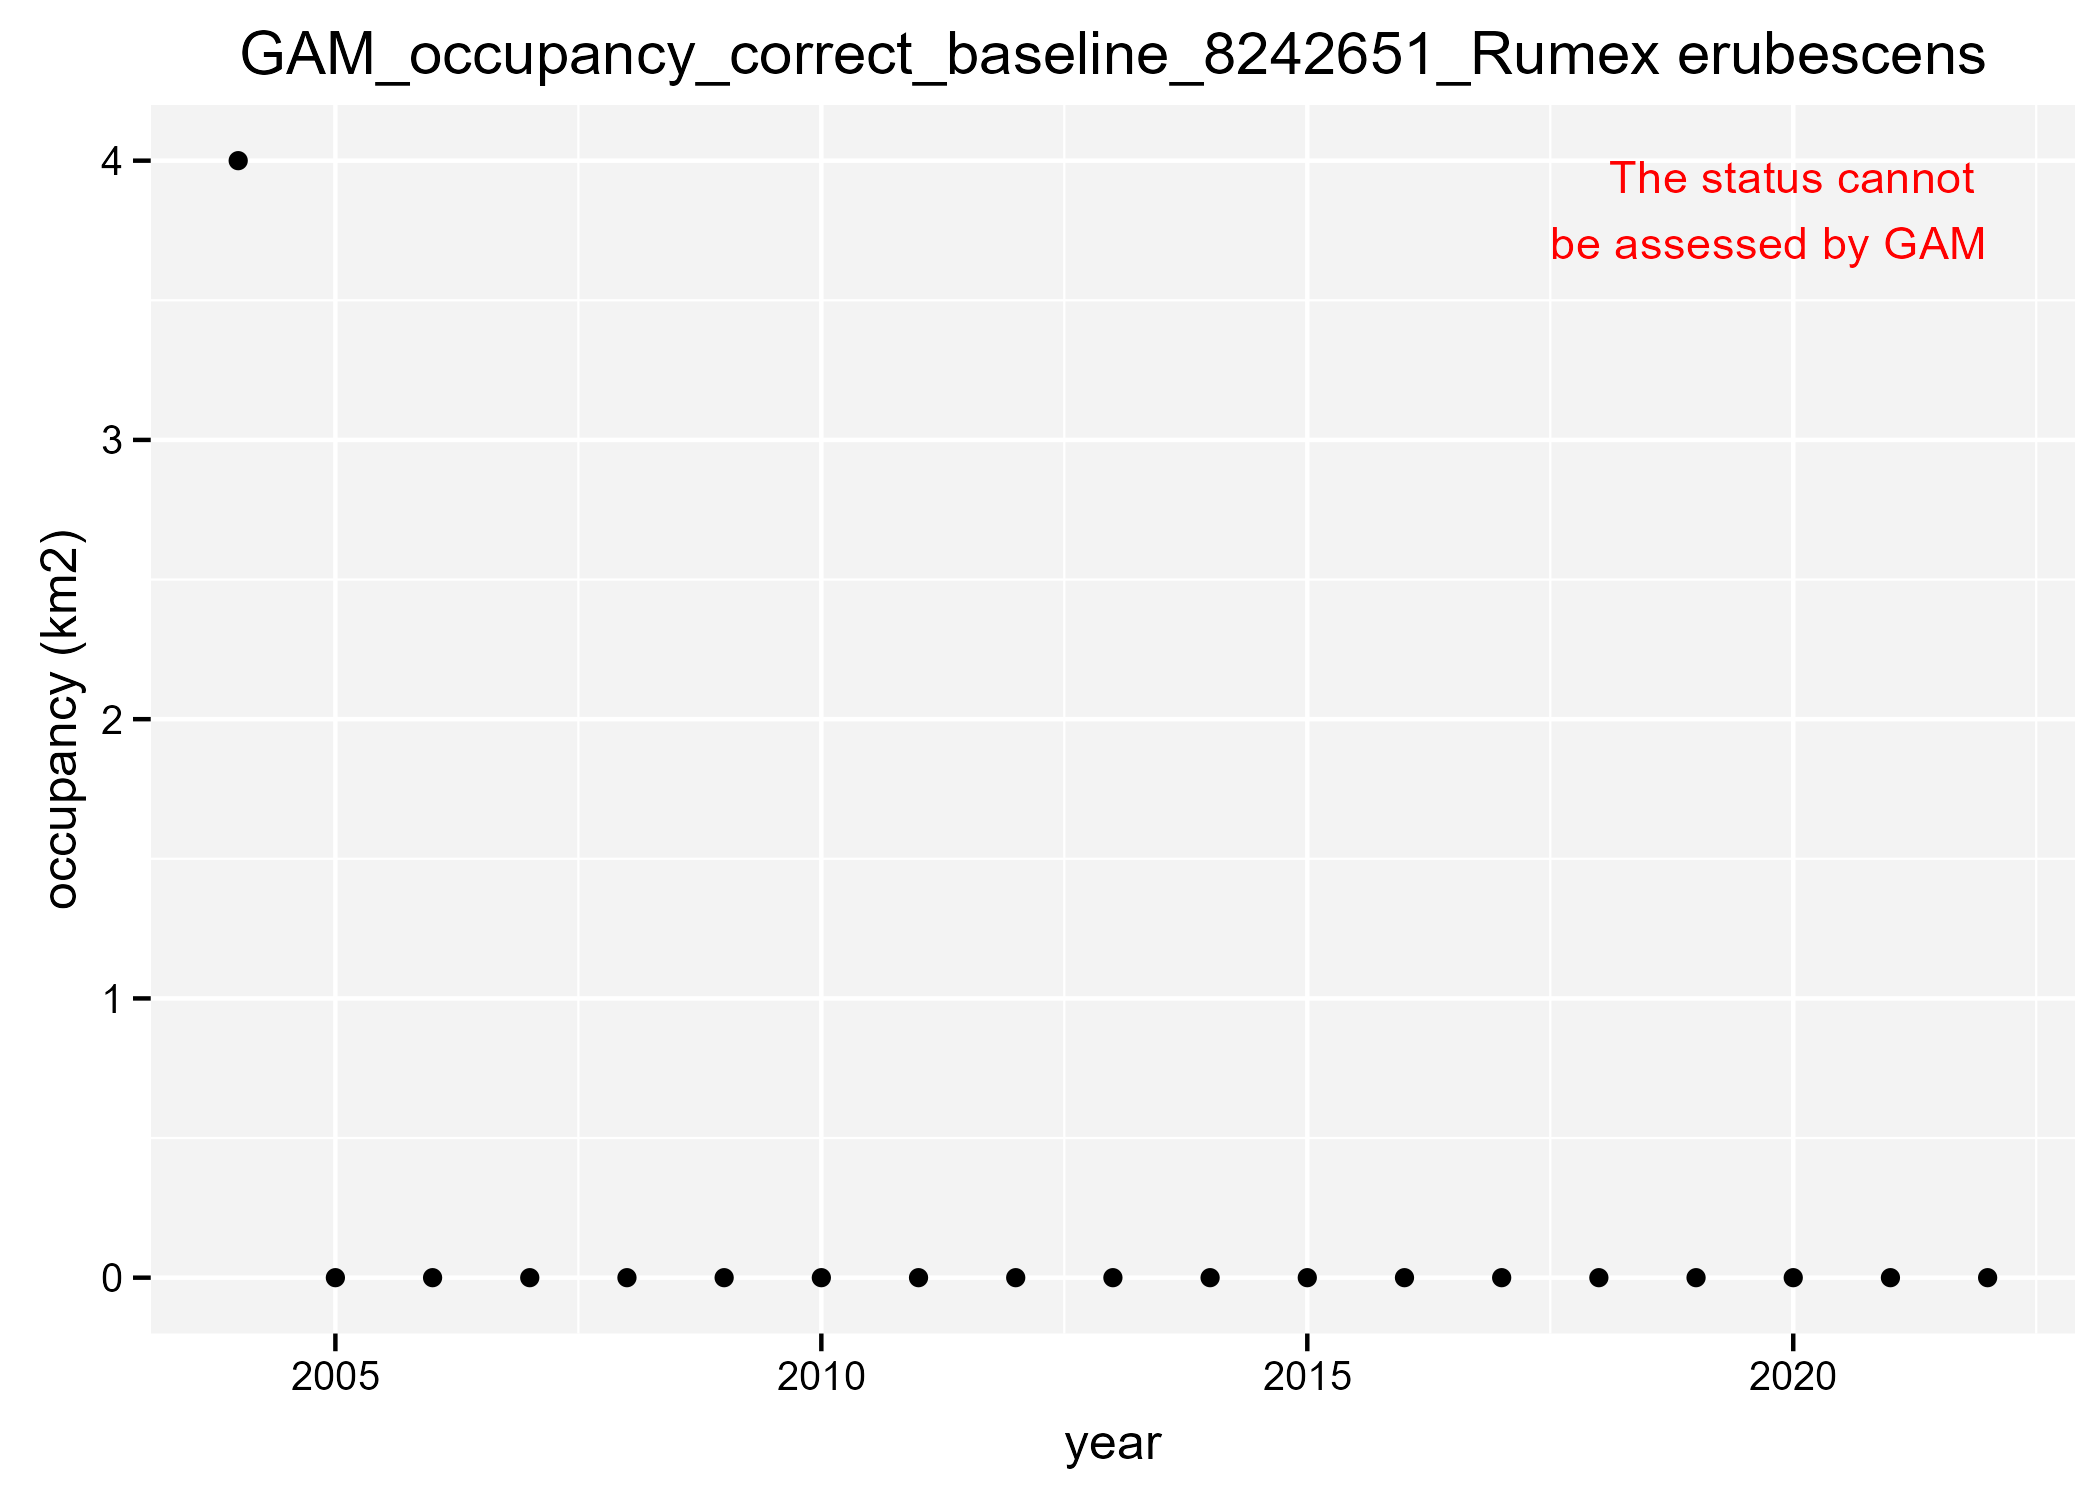 GAM_occupancy_correct_baseline_8242651_Rumex erubescens
The status cannot
be assessed by GAM
occupancy (km2)
4
3
2
1
0
2005 2010 2015 2020
year